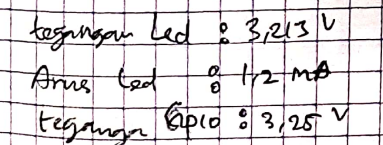 tegangan Led : 3,213 V
Arus Led : 1,2 mA
tegangan Gpio : 3,25 V